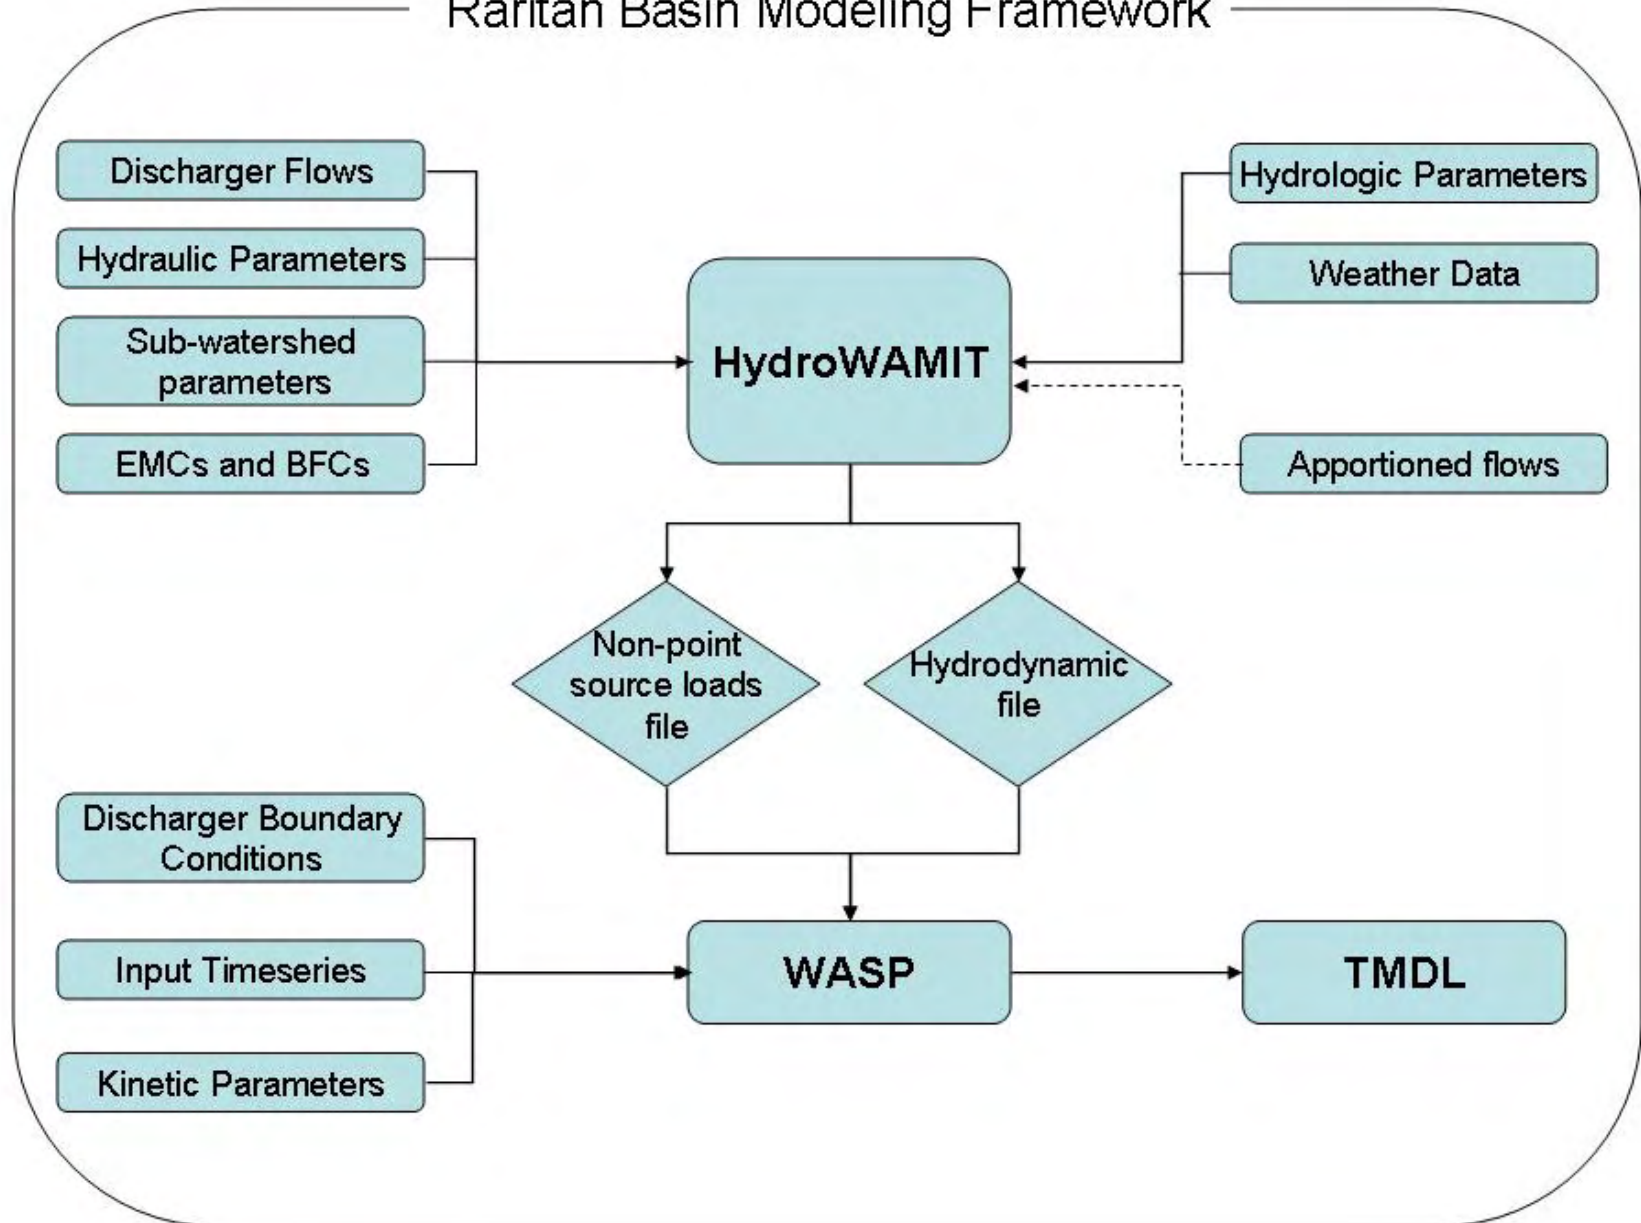 Raritan Basin Modeling Framework
Discharger Flows
Hydraulic Parameters
Sub-watershed
parameters
EMCs and BFCs
HydroWAMIT
Hydrologic Parameters
Weather Data
Apportioned flows
Non-point
source loads
file
Hydrodynamic
file
Discharger Boundary
Conditions
Input Timeseries
Kinetic Parameters
WASP
TMDL